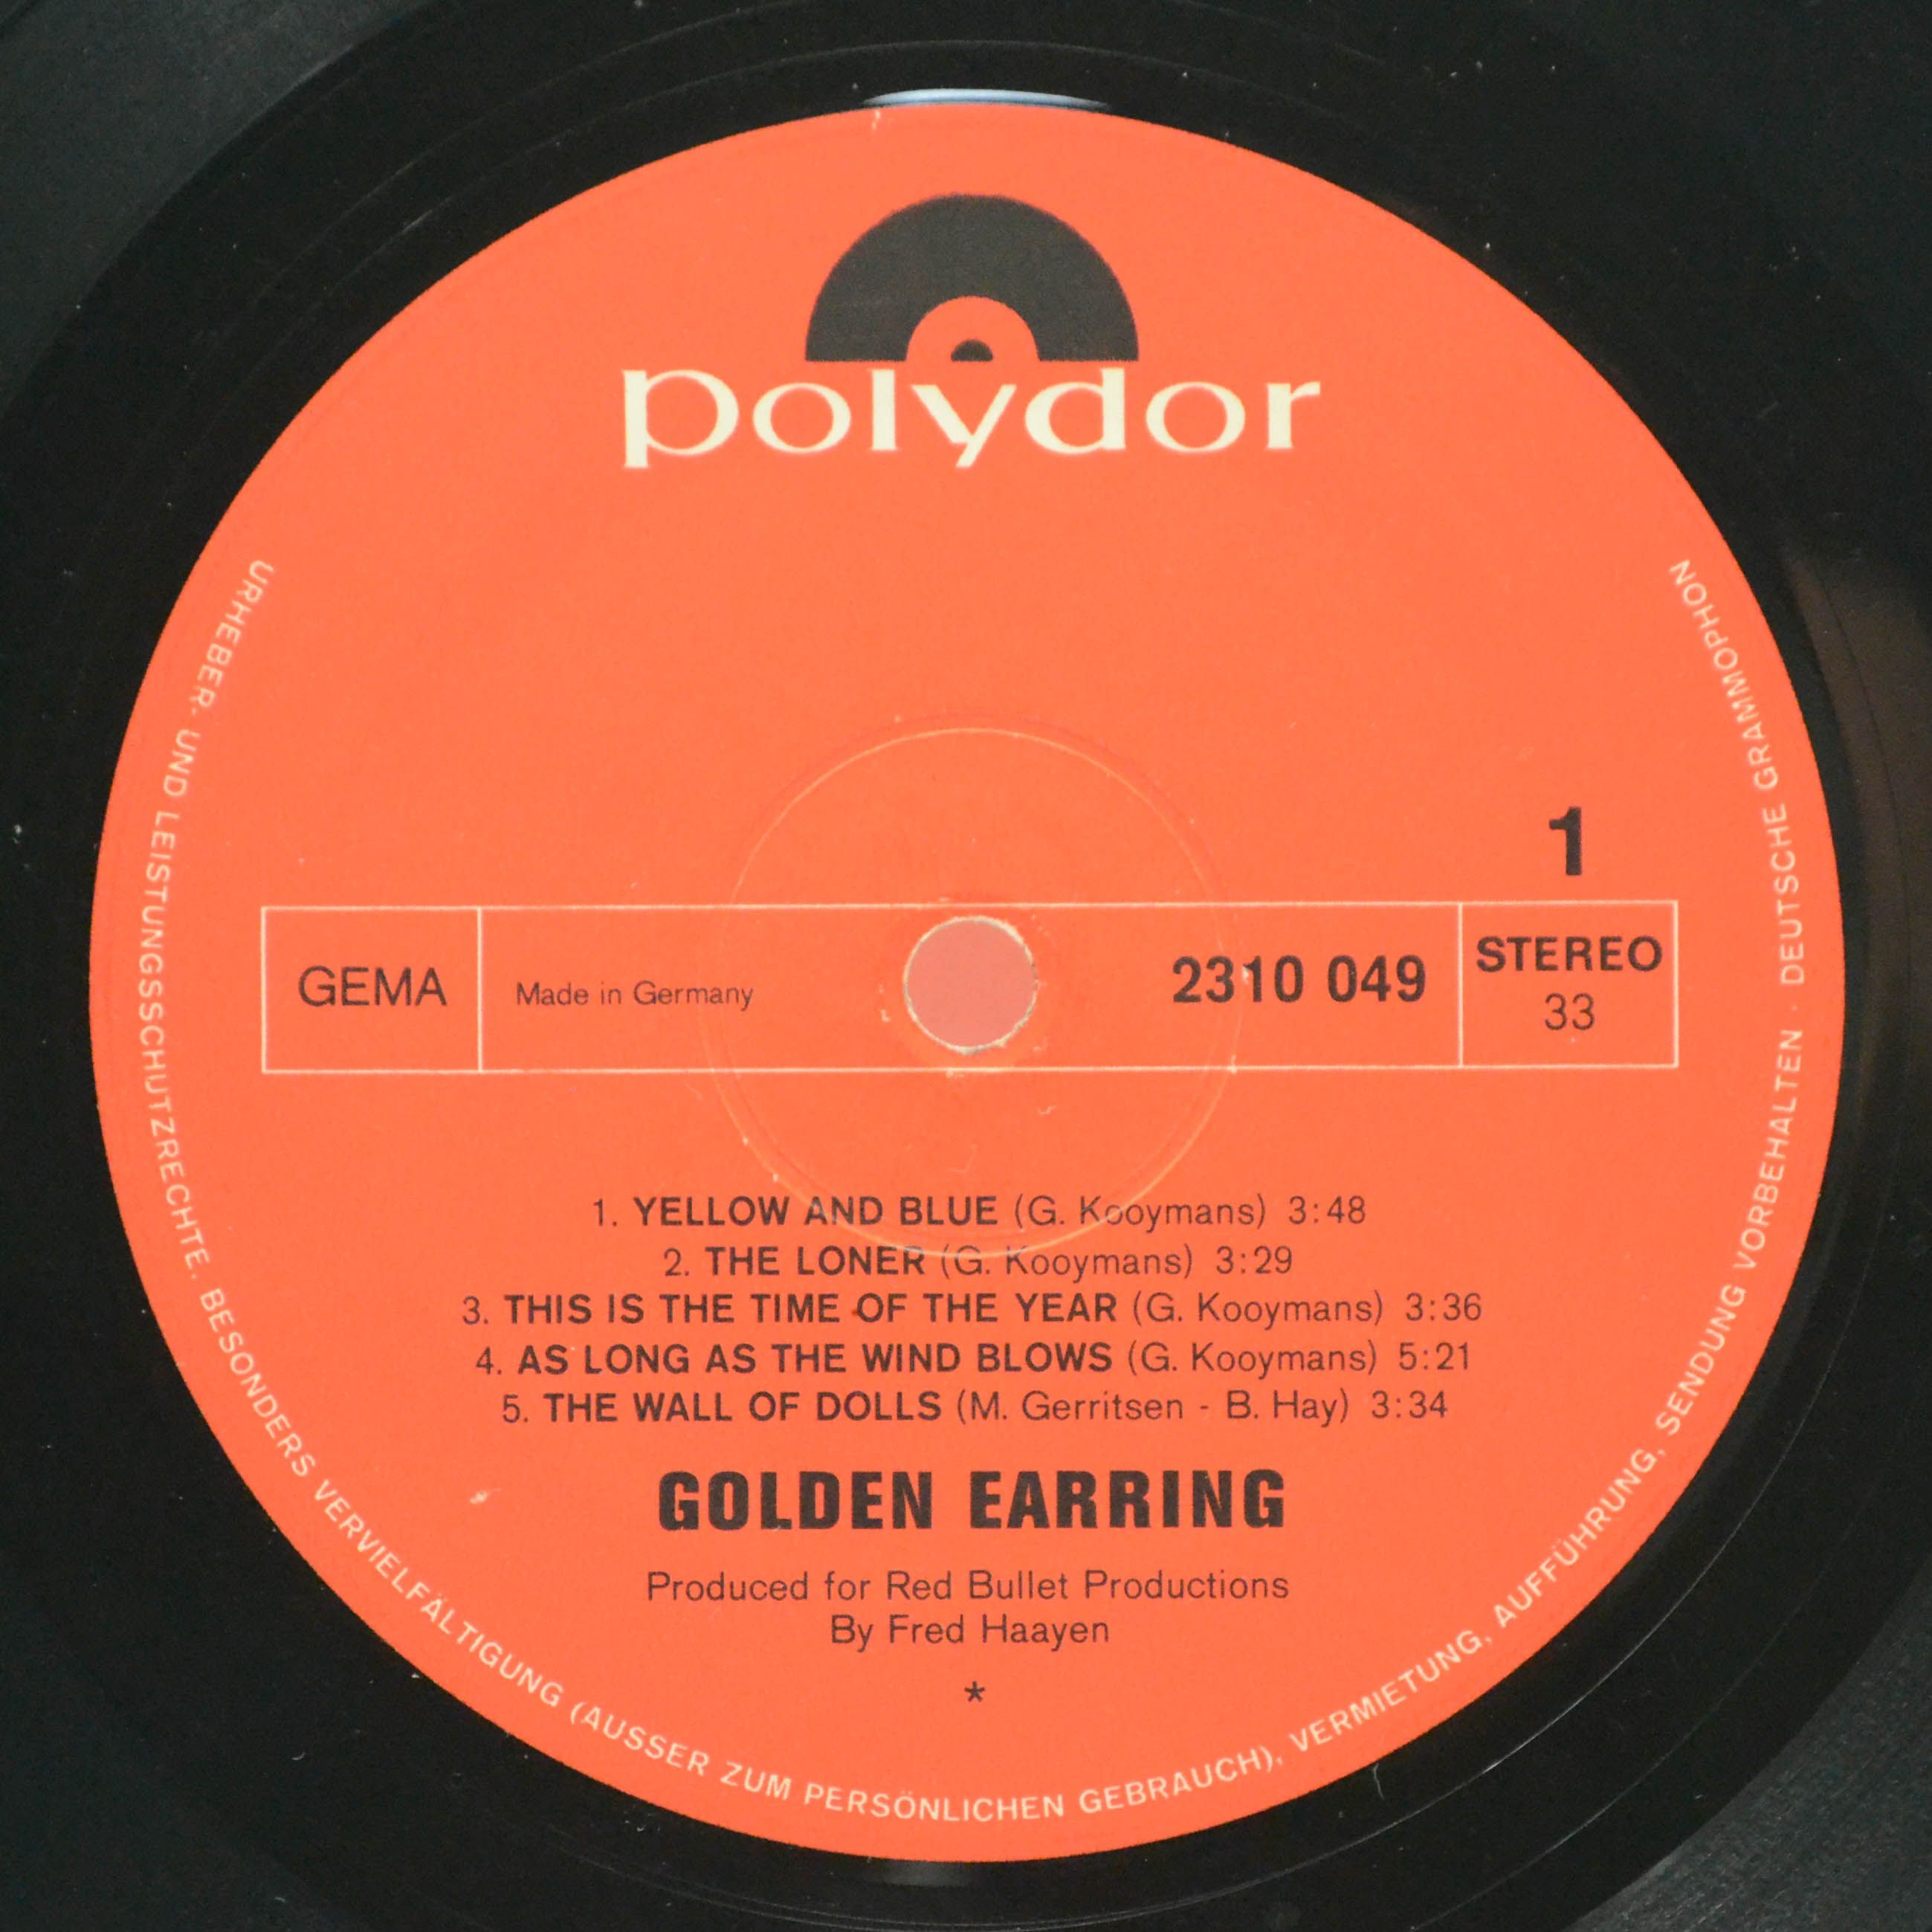 polydor
1
GEMA
Made in Germany
2310 049
STEREO
33
1. YELLOW AND BLUE (G. Kooymans) 3:48
2. THE LONER (G. Kooymans) 3:29
3. THIS IS THE TIME OF THE YEAR (G. Kooymans) 3:36
4. AS LONG AS THE WIND BLOWS (G. Kooymans) 5:21
5. THE WALL OF DOLLS (M. Gerritsen - B. Hay) 3:34
GOLDEN EARRING
Produced for Red Bullet Productions
By Fred Haayen
*
URHEBER- UND LEISTUNGSSCHUTZRECHTE, BESONDERS VERVIELFÄLTIGUNG (AUSSER ZUM PERSÖNLICHEN GEBRAUCH), VERMIETUNG, AUFFÜHRUNG, SENDUNG VORBEHALTEN · DEUTSCHE GRAMMOPHON